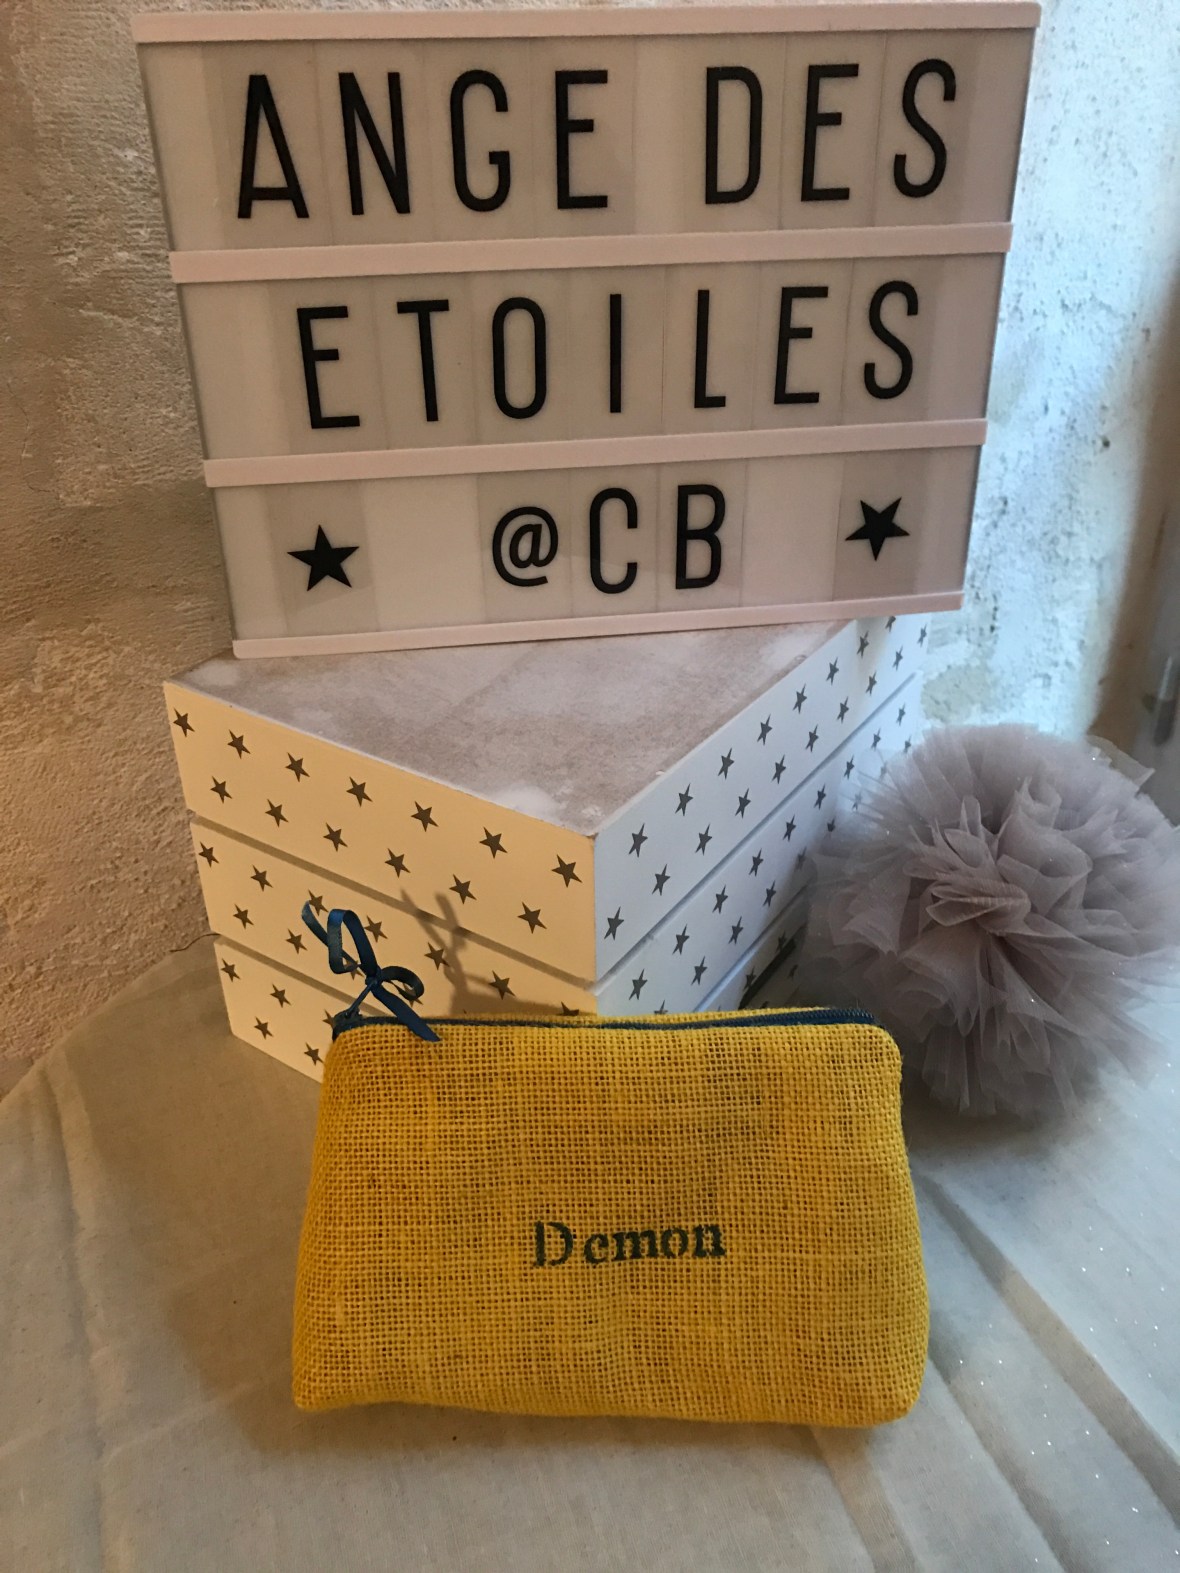 ANGE DES
ETOILES
★ @CB ★
Demon